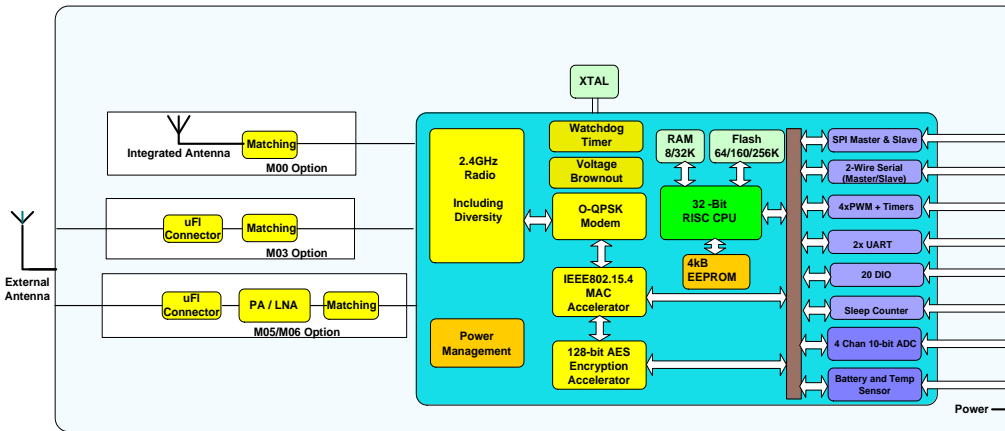 XTAL
Integrated Antenna
Matching
M00 Option
uFl
Connector
Matching
M03 Option
External
Antenna
uFl
Connector
PA / LNA
Matching
M05/M06 Option
2.4GHz
Radio
Including
Diversity
Power
Management
Watchdog
Timer
Voltage
Brownout
O-QPSK
Modem
IEEE802.15.4
MAC
Accelerator
128-bit AES
Encryption
Accelerator
RAM
8/32K
Flash
64/160/256K
32 -Bit
RISC CPU
4kB
EEPROM
SPI Master & Slave
2-Wire Serial
(Master/Slave)
4xPWM + Timers
2x UART
20 DIO
Sleep Counter
4 Chan 10-bit ADC
Battery and Temp
Sensor
Power